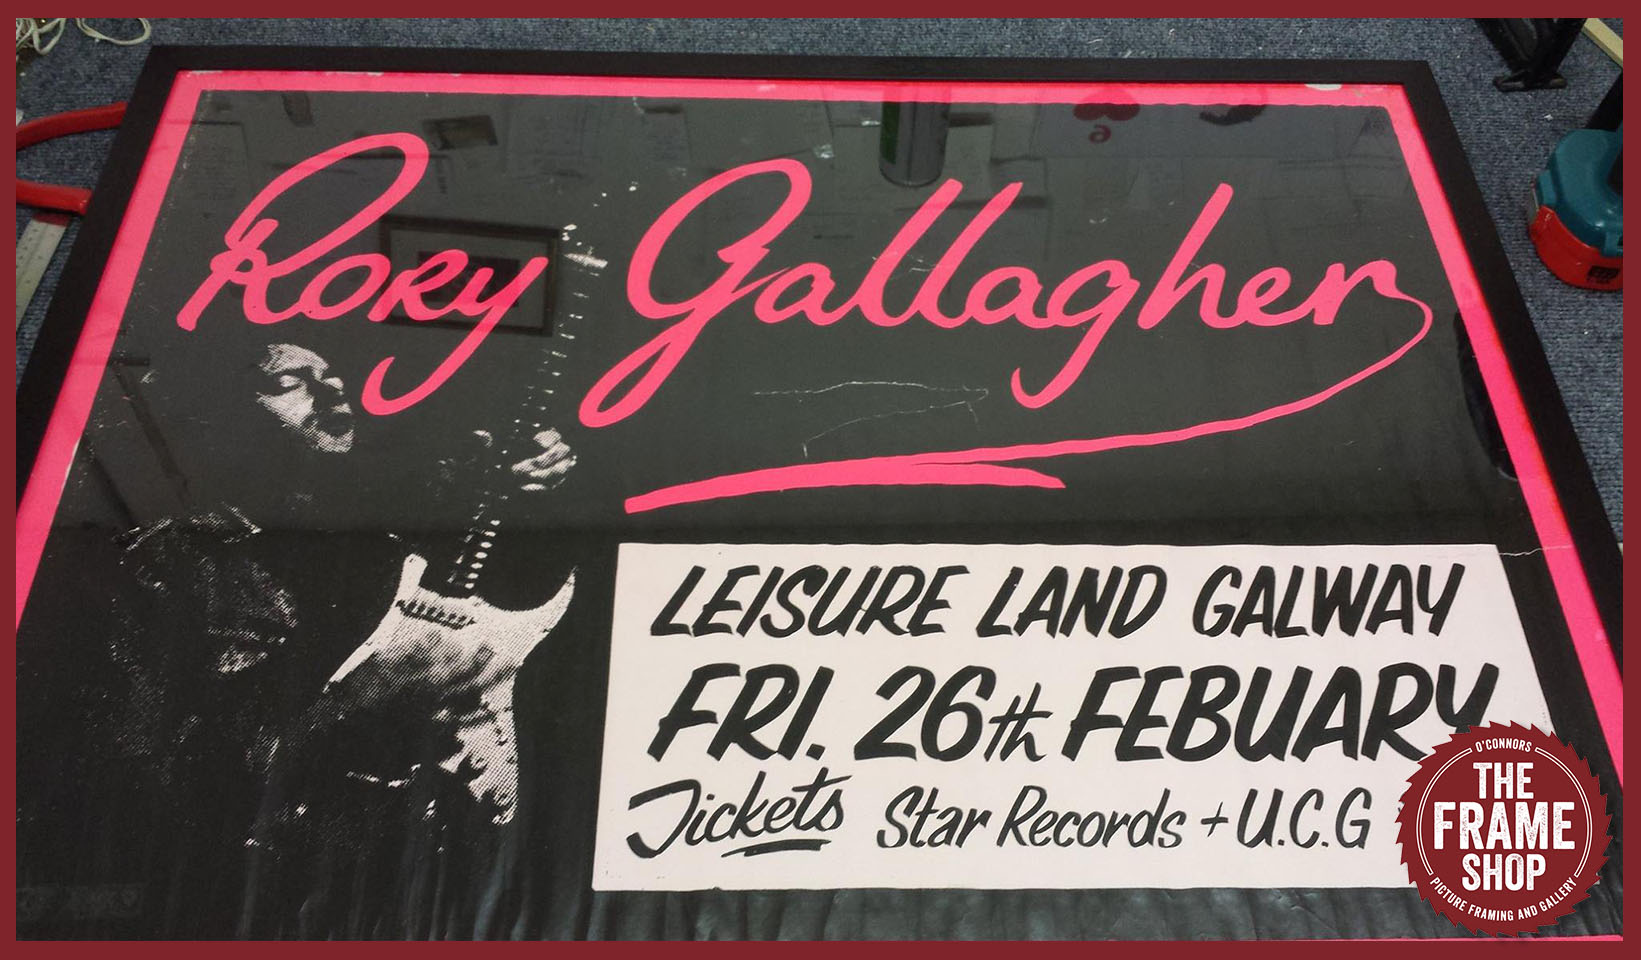 Rory Gallagher
LEISURE LAND GALWAY
FRI. 26th FEBUARY
Tickets Star Records + U.C.G
O'CONNORS
THE
FRAME
SHOP
PICTURE FRAMING AND GALLERY